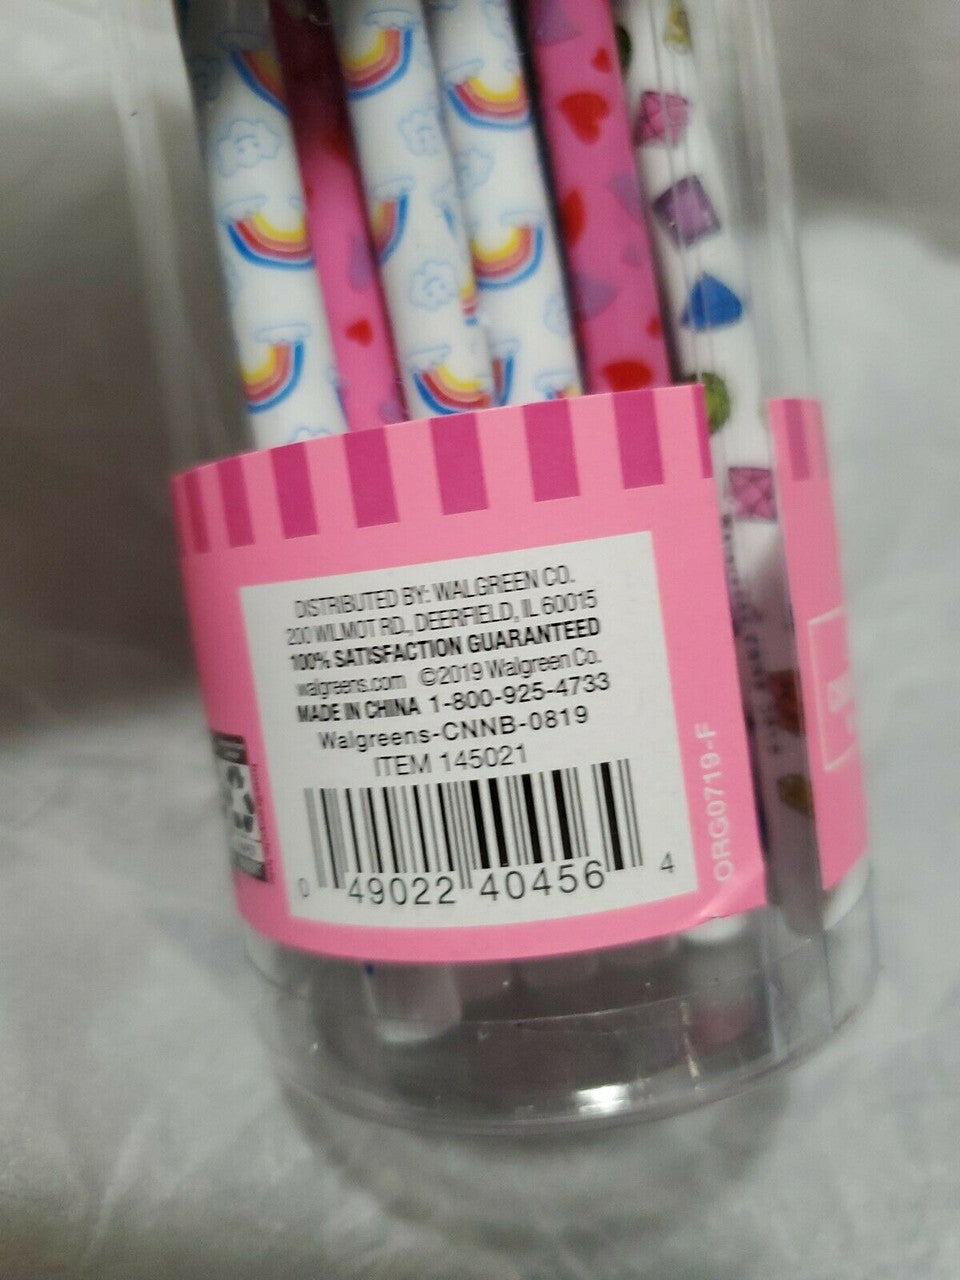 DISTRIBUTED BY: WALGREEN CO.
200 WILMOT RD., DEERFIELD, IL 60015
100% SATISFACTION GUARANTEED
walgreens.com ©2019 Walgreen Co.
MADE IN CHINA 1-800-925-4733
Walgreens-CNNB-0819
ITEM 145021
0 49022 40456 4
ORG0719-F